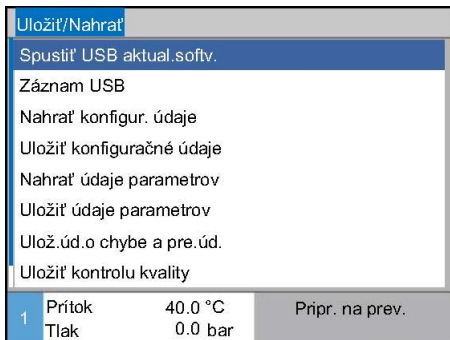 Uložiť/Nahrať
Spustiť USB aktual.softv.
Záznam USB
Nahrať konfigur. údaje
Uložiť konfiguračné údaje
Nahrať údaje parametrov
Uložiť údaje parametrov
Ulož.úd.o chybe a pre.úd.
Uložiť kontrolu kvality
1 Prítok 40.0 °C Pripr. na prev.
Tlak 0.0 bar